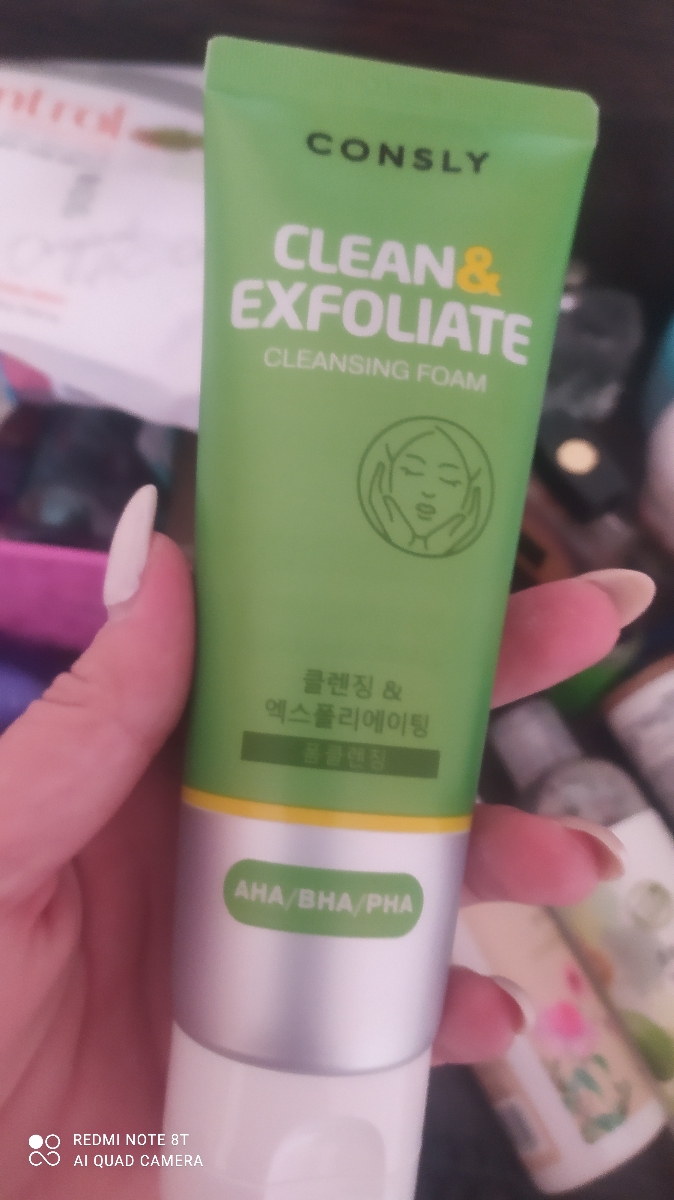 CONSLY
CLEAN&
EXFOLIATE
CLEANSING FOAM
클렌징 &
엑스폴리에이팅
폼클렌징
AHA/BHA/PHA
REDMI NOTE 8T
AI QUAD CAMERA